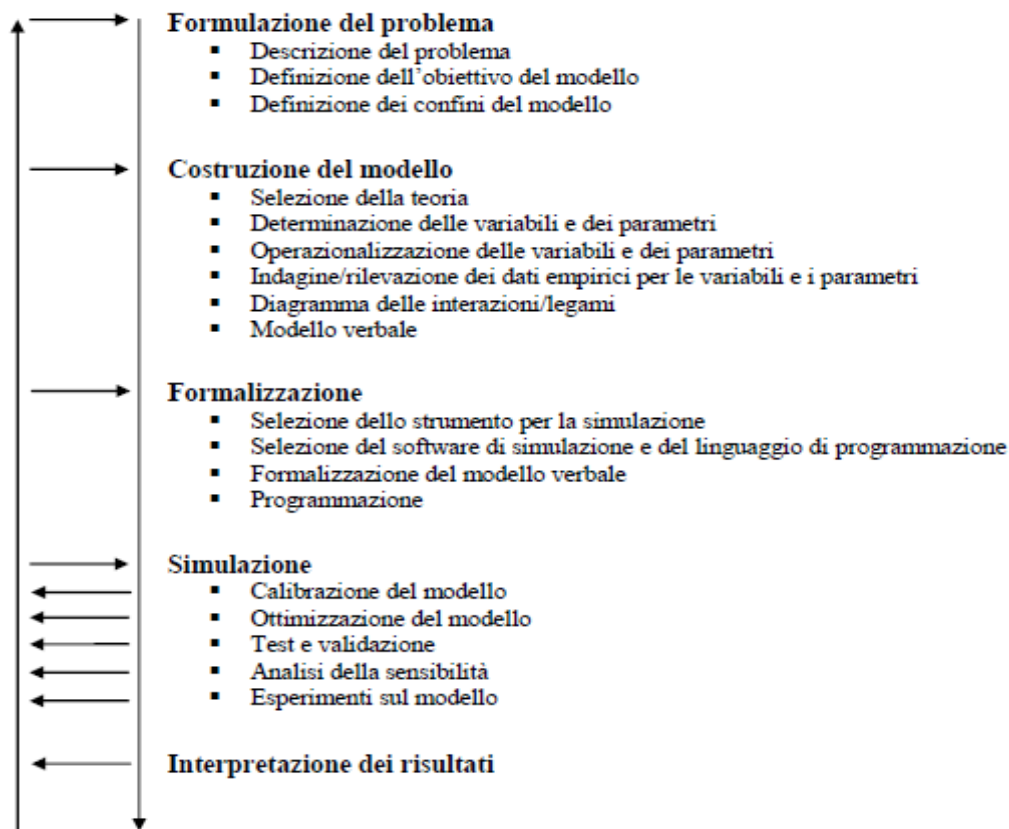 Formulazione del problema
▪ Descrizione del problema
▪ Definizione dell'obiettivo del modello
▪ Definizione dei confini del modello
Costruzione del modello
▪ Selezione della teoria
▪ Determinazione delle variabili e dei parametri
▪ Operazionalizzazione delle variabili e dei parametri
▪ Indagine/rilevazione dei dati empirici per le variabili e i parametri
▪ Diagramma delle interazioni/legami
▪ Modello verbale
Formalizzazione
▪ Selezione dello strumento per la simulazione
▪ Selezione del software di simulazione e del linguaggio di programmazione
▪ Formalizzazione del modello verbale
▪ Programmazione
Simulazione
▪ Calibrazione del modello
▪ Ottimizzazione del modello
▪ Test e validazione
▪ Analisi della sensibilità
▪ Esperimenti sul modello
Interpretazione dei risultati